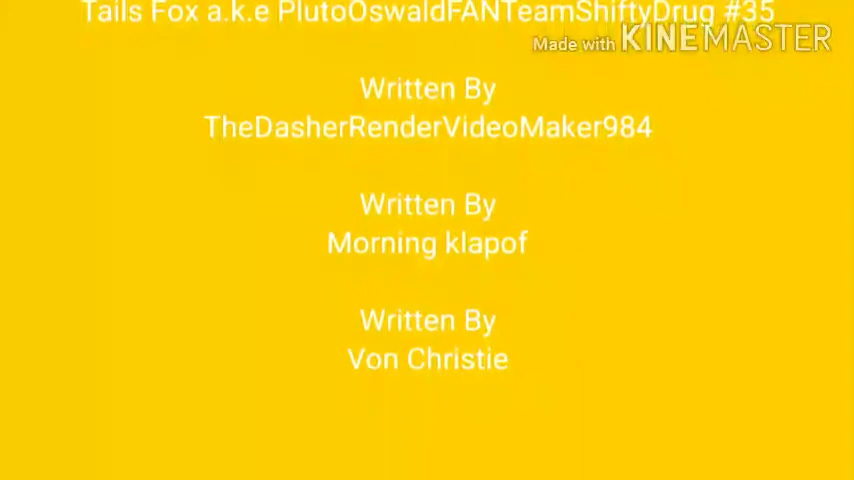 Tails Fox a.k.e PlutoOswaldFANTeamShiftyDrug #35
Made with KINEMASTER
Written By
TheDasherRenderVideoMaker984
Written By
Morning klapof
Written By
Von Christie